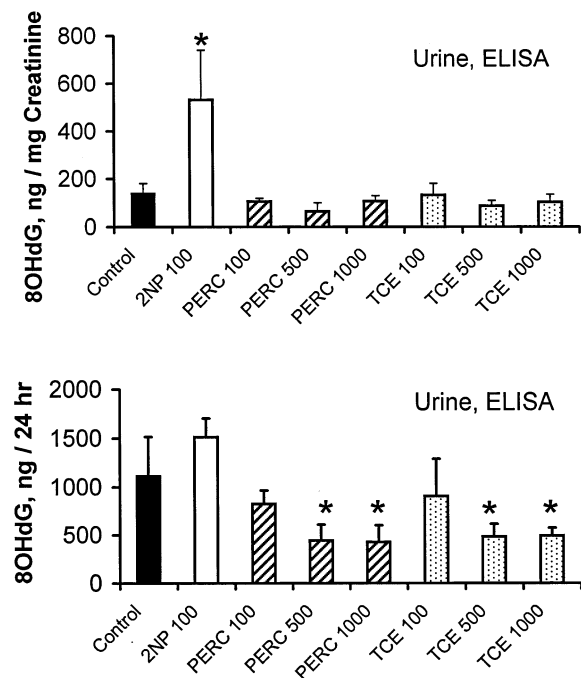 8OHdG, ng / mg Creatinine
800
600
400
200
0
*
Urine, ELISA
Control
2NP 100
PERC 100
PERC 500
PERC 1000
TCE 100
TCE 500
TCE 1000
8OHdG, ng / 24 hr
2000
1500
1000
500
0
Urine, ELISA
* * * *
Control
2NP 100
PERC 100
PERC 500
PERC 1000
TCE 100
TCE 500
TCE 1000